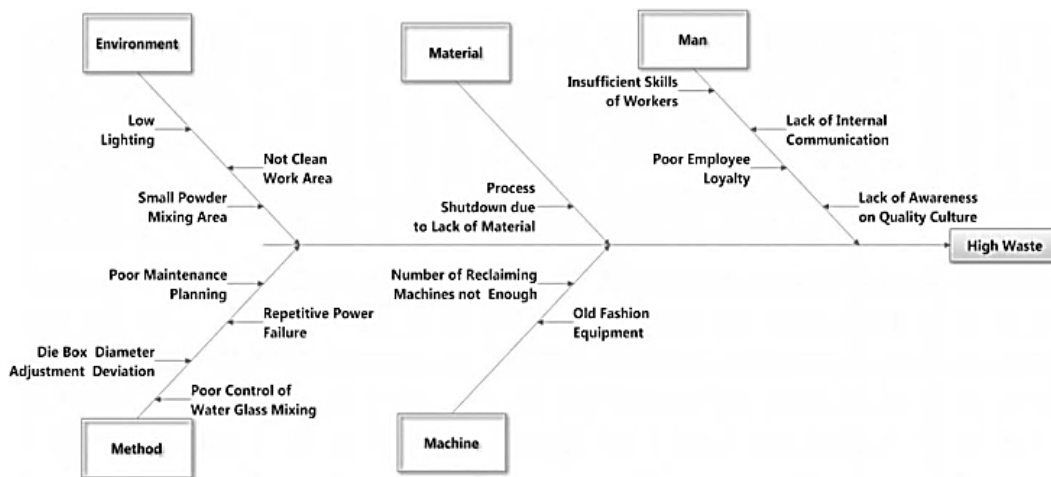 Environment
Material
Man
Insufficient Skills
of Workers
Low
Lighting
Lack of Internal
Communication
Not Clean
Work Area
Poor Employee
Loyalty
Small Powder
Mixing Area
Process
Shutdown due
to Lack of Material
Lack of Awareness
on Quality Culture
High Waste
Poor Maintenance
Planning
Number of Reclaiming
Machines not Enough
Repetitive Power
Failure
Old Fashion
Equipment
Die Box Diameter
Adjustment Deviation
Poor Control of
Water Glass Mixing
Method
Machine